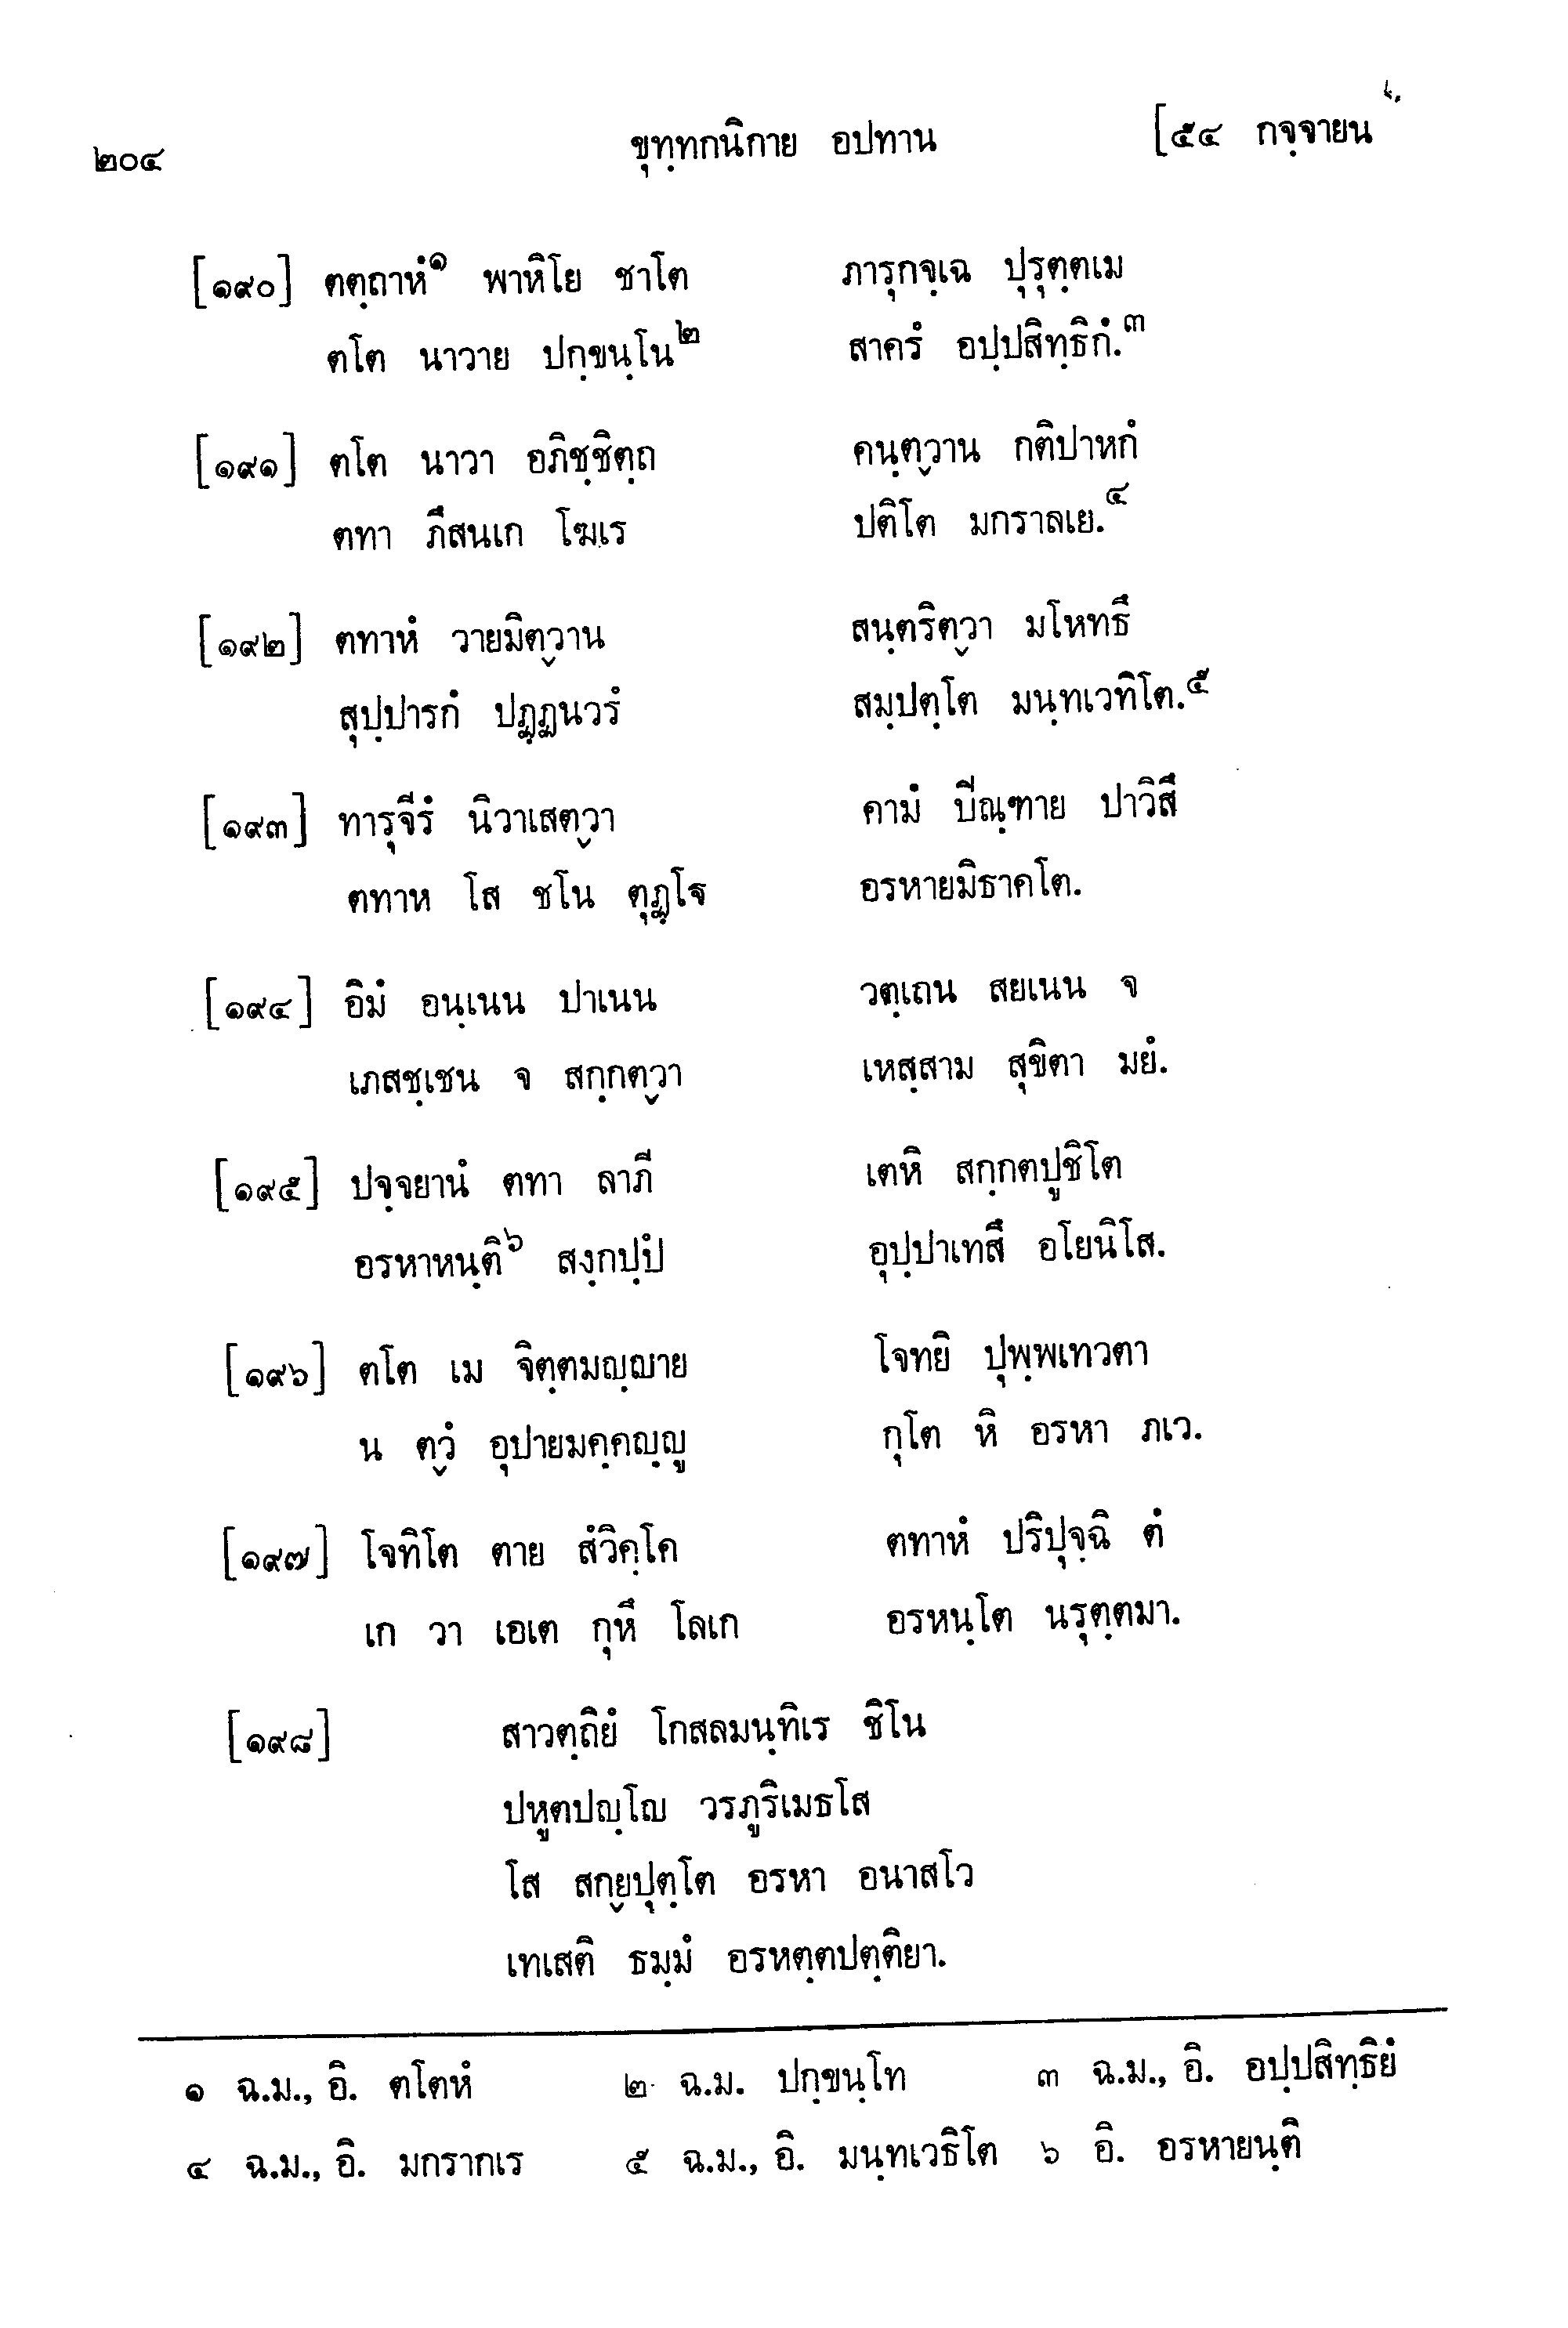 ๒๐๔ ขุทฺทกนิกาย อปทาน [๕๔ กจฺจายน
[๑๙๐] ตตฺถาหํ๑ พาหิโย ชาโต ภารุกจฺเฉ ปุรุตฺตเม
ตโต นาวาย ปกฺขนฺโน๒ สาครํ อปฺปสิทฺธิกํ.๓
[๑๙๑] ตโต นาวา อภิชฺชิตฺถ คนฺตฺวาน กติปาหกํ
ตทา ภึสนเก โฆเร ปติโต มกราลเย.๔
[๑๙๒] ตทาหํ วายมิตฺวาน สนฺตริตฺวา มโหทธึ
สุปฺปารกํ ปฏฺฏนวรํ สมฺปตฺโต มนฺทเวทิโต.๕
[๑๙๓] ทารุจีรํ นิวาเสตฺวา คามํ ปิณฺฑาย ปาวิสึ
ตทาห โส ชโน ตุฏฺโฐ อรหายมิธาคโต.
[๑๙๔] อิมํ อนฺเนน ปาเนน วตฺเถน สยเนน จ
เภสชฺเชน จ สกฺกตฺวา เหสฺสาม สุขิตา มยํ.
[๑๙๕] ปจฺจยานํ ตทา ลาภี เตหิ สกฺกตปูชิโต
อรหาหนฺติ๖ สงฺกปฺปํ อุปฺปาเทสึ อโยนิโส.
[๑๙๖] ตโต เม จิตฺตมญฺญาย โจทยิ ปุพฺพเทวตา
น ตฺวํ อุปายมคฺคญฺญู กุโต หิ อรหา ภเว.
[๑๙๗] โจทิโต ตาย สํวิคฺโค ตทาหํ ปริปุจฺฉิ ตํ
เก วา เอเต กุหึ โลเก อรหนฺโต นรุตฺตมา.
[๑๙๘] สาวตฺถิยํ โกสลมนฺทิเร ชิโน
ปหูตปญฺโญ วรภูริเมธโส
โส สกฺยปุตฺโต อรหา อนาสโว
เทเสติ ธมฺมํ อรหตฺตปตฺติยา.
๑ ฉ.ม., อิ. ตโตหํ ๒ ฉ.ม. ปกฺขนฺโท ๓ ฉ.ม., อิ. อปฺปสิทฺธิยํ
๔ ฉ.ม., อิ. มกรากเร ๕ ฉ.ม., อิ. มนฺทเวธิโต ๖ อิ. อรหายนฺติ